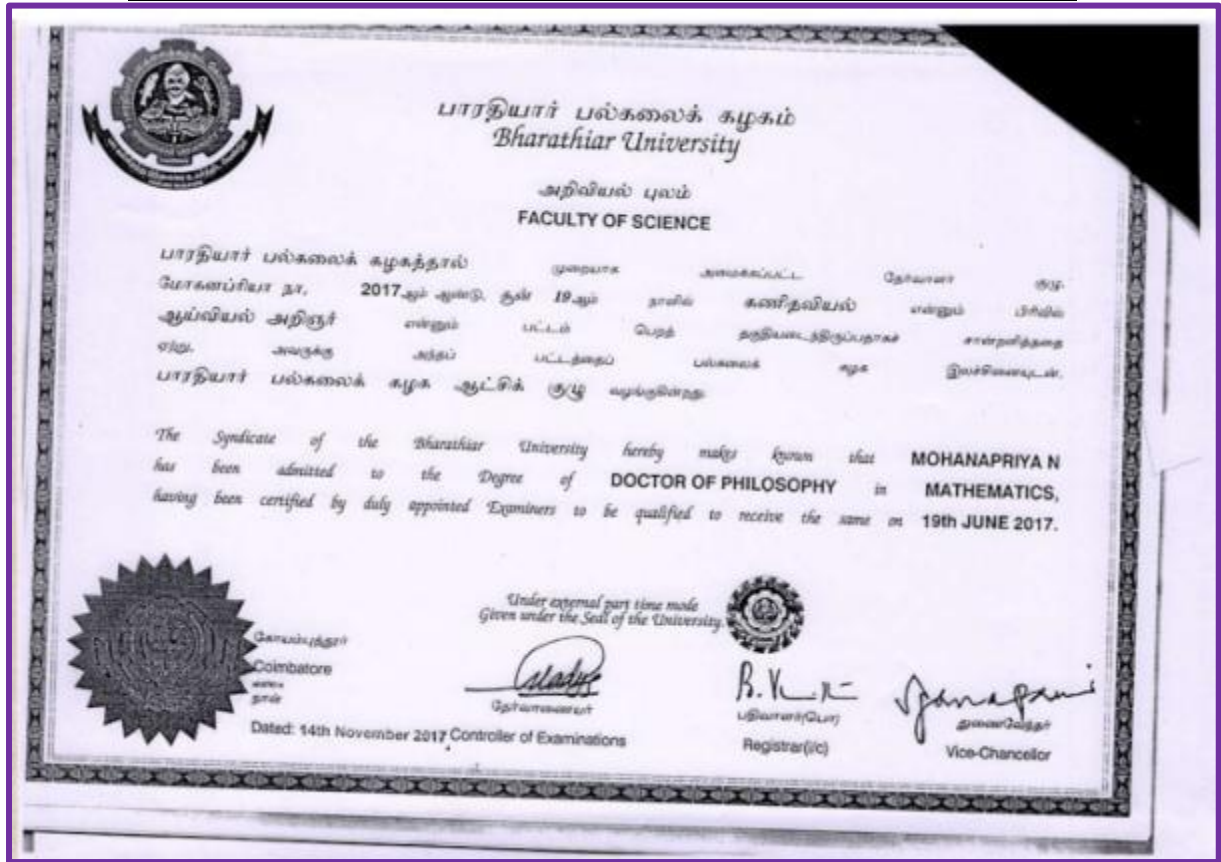 பாரதியார் பல்கலைக் கழகம்
Bharathiar University
அறிவியல் புலம்
FACULTY OF SCIENCE
பாரதியார் பல்கலைக் கழகத்தால் முறையாக அமைக்கப்பட்ட தேர்வாளர் குழு,
மோகனப்ரியா நா, 2017ஆம் ஆண்டு, சூன் 19ஆம் நாளில் கணிதவியல் என்னும் பிரிவில்
ஆய்வியல் அறிஞர் என்னும் பட்டம் பெறத் தகுதியடைந்திருப்பதாகச் சான்றளித்ததை
ஏற்று, அவருக்கு அந்தப் பட்டத்தைப் பல்கலைக் கழக இலச்சினையுடன்,
பாரதியார் பல்கலைக் கழக ஆட்சிக் குழு வழங்குகின்றது
The Syndicate of the Bharathiar University hereby makes known that MOHANAPRIYA N
has been admitted to the Degree of DOCTOR OF PHILOSOPHY in MATHEMATICS,
having been certified by duly appointed Examiners to be qualified to receive the same on 19th JUNE 2017.
Under external part time mode
Given under the Seal of the University.
கோயம்புத்தூர்
Coimbatore
நாள்
Dated: 14th November 2017
தேர்வாணையர்
Controller of Examinations
பதிவாளர்(பொ)
Registrar(i/c)
துணைவேந்தர்
Vice-Chancellor